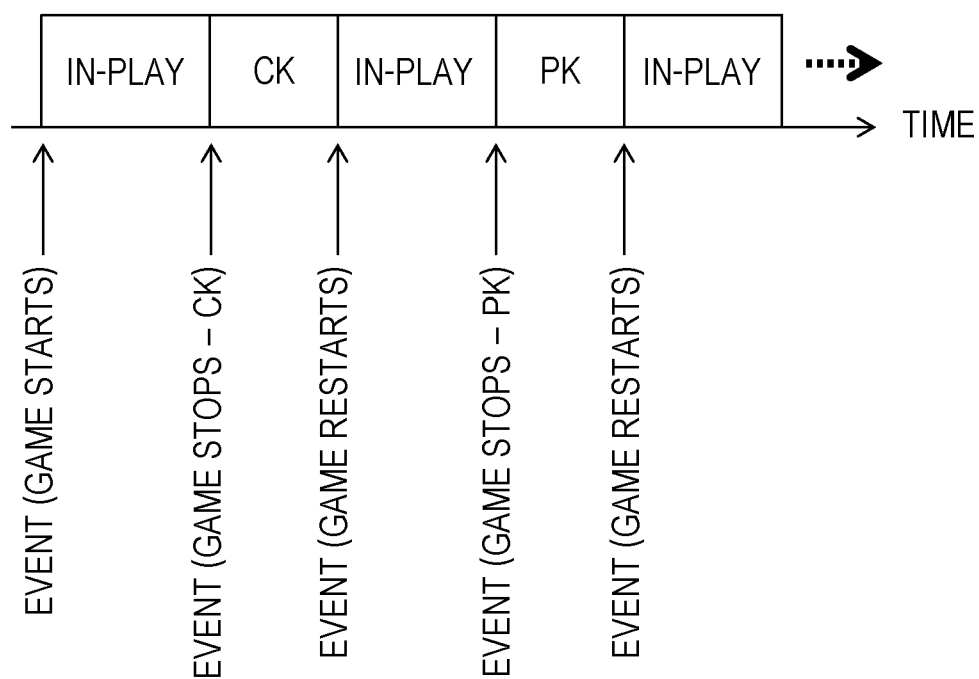 IN-PLAY
CK
IN-PLAY
PK
IN-PLAY
TIME
EVENT (GAME STARTS)
EVENT (GAME STOPS – CK)
EVENT (GAME RESTARTS)
EVENT (GAME STOPS – PK)
EVENT (GAME RESTARTS)